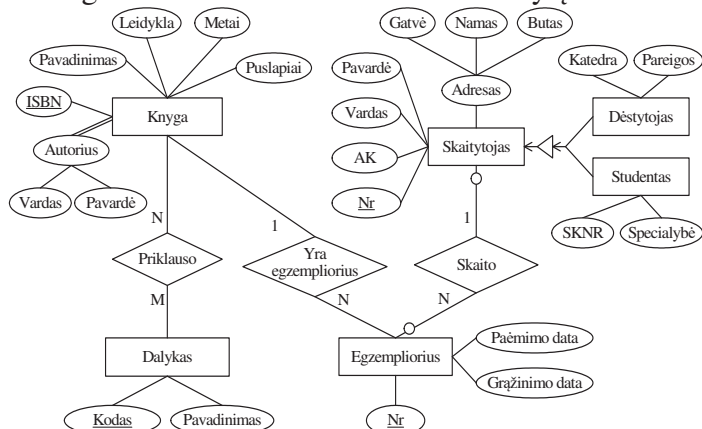 Leidykla
Metai
Gatvė
Namas
Butas
Pavadinimas
Puslapiai
Pavardė
Adresas
Katedra
Pareigos
ISBN
Knyga
Vardas
Skaitytojas
Dėstytojas
Autorius
AK
Studentas
Vardas
Pavardė
Nr
SKNR
Specialybė
N
1
1
Priklauso
Yra
egzempliorius
Skaito
M
N
N
Dalykas
Egzempliorius
Paėmimo data
Grąžinimo data
Kodas
Pavadinimas
Nr